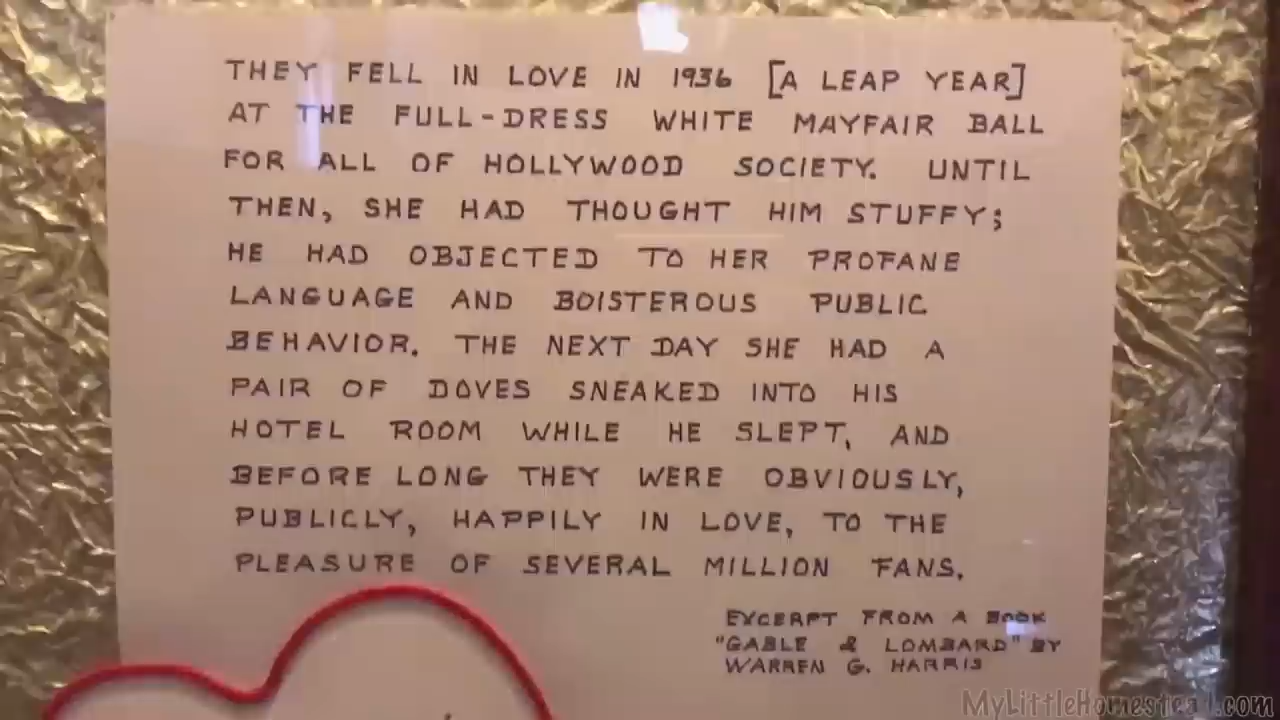 THEY FELL IN LOVE IN 1936 [A LEAP YEAR]
AT THE FULL-DRESS WHITE MAYFAIR BALL
FOR ALL OF HOLLYWOOD SOCIETY. UNTIL
THEN, SHE HAD THOUGHT HIM STUFFY;
HE HAD OBJECTED TO HER PROFANE
LANGUAGE AND BOISTEROUS PUBLIC
BEHAVIOR. THE NEXT DAY SHE HAD A
PAIR OF DOVES SNEAKED INTO HIS
HOTEL ROOM WHILE HE SLEPT, AND
BEFORE LONG THEY WERE OBVIOUSLY,
PUBLICLY, HAPPILY IN LOVE, TO THE
PLEASURE OF SEVERAL MILLION FANS.
EXCERPT FROM A BOOK
"GABLE & LOMBARD" BY
WARREN G. HARRIS
MyLittleHomestead.com